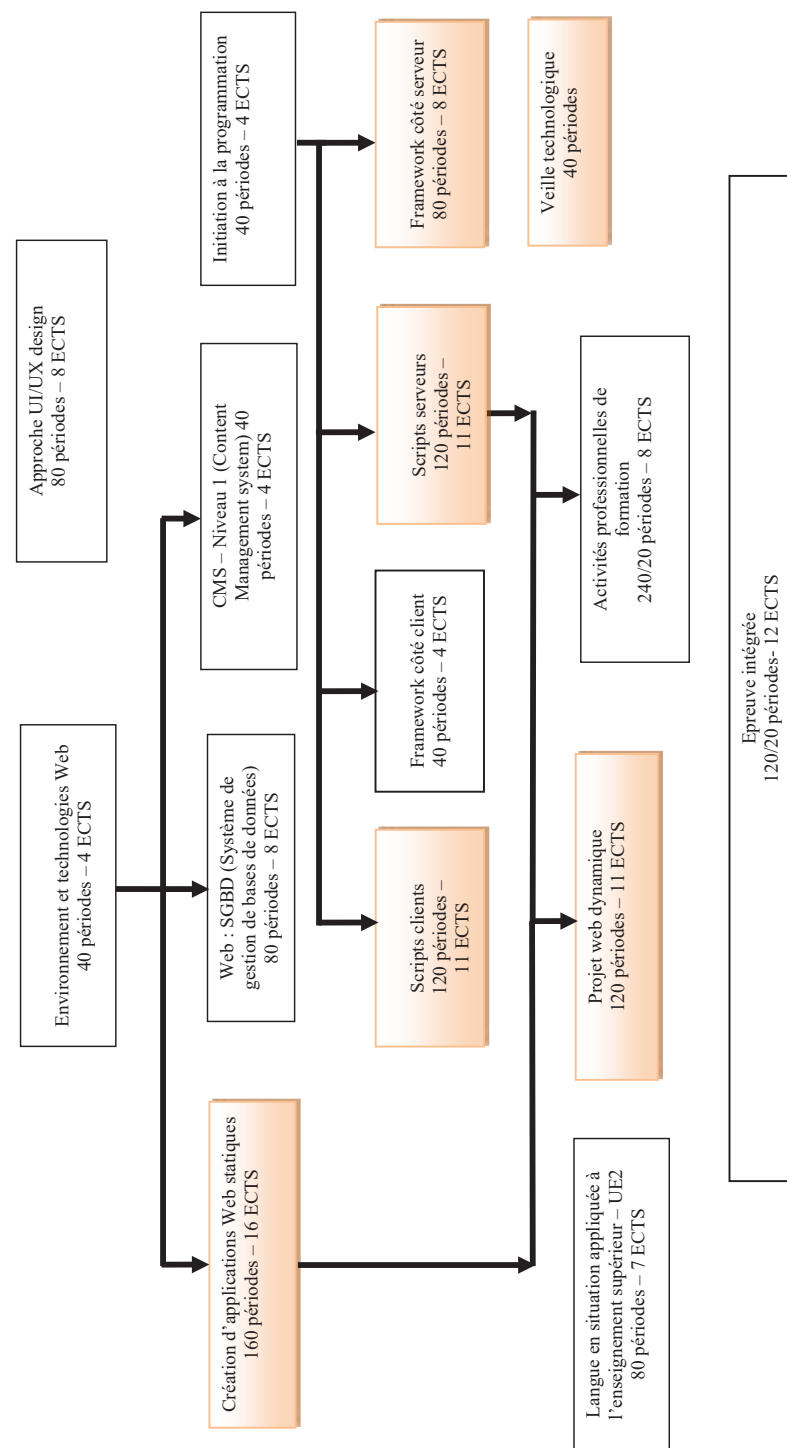 Environnement et technologies Web
40 périodes – 4 ECTS
Approche UI/UX design
80 périodes – 8 ECTS
Création d’applications Web statiques
160 périodes – 16 ECTS
Web : SGBD (Système de
gestion de bases de données)
80 périodes – 8 ECTS
CMS – Niveau 1 (Content
Management system) 40
périodes – 4 ECTS
Initiation à la programmation
40 périodes – 4 ECTS
Scripts clients
120 périodes –
11 ECTS
Framework côté client
40 périodes – 4 ECTS
Scripts serveurs
120 périodes –
11 ECTS
Framework côté serveur
80 périodes – 8 ECTS
Veille technologique
40 périodes
Langue en situation appliquée à
l’enseignement supérieur – UE2
80 périodes – 7 ECTS
Projet web dynamique
120 périodes – 11 ECTS
Activités professionnelles de
formation
240/20 périodes – 8 ECTS
Epreuve intégrée
120/20 périodes- 12 ECTS